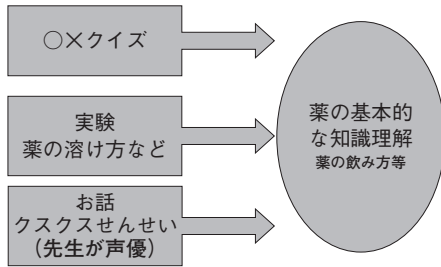 ○×クイズ
実験
薬の溶け方など
お話
クスクスせんせい
(先生が声優)
薬の基本的
な知識理解
薬の飲み方等